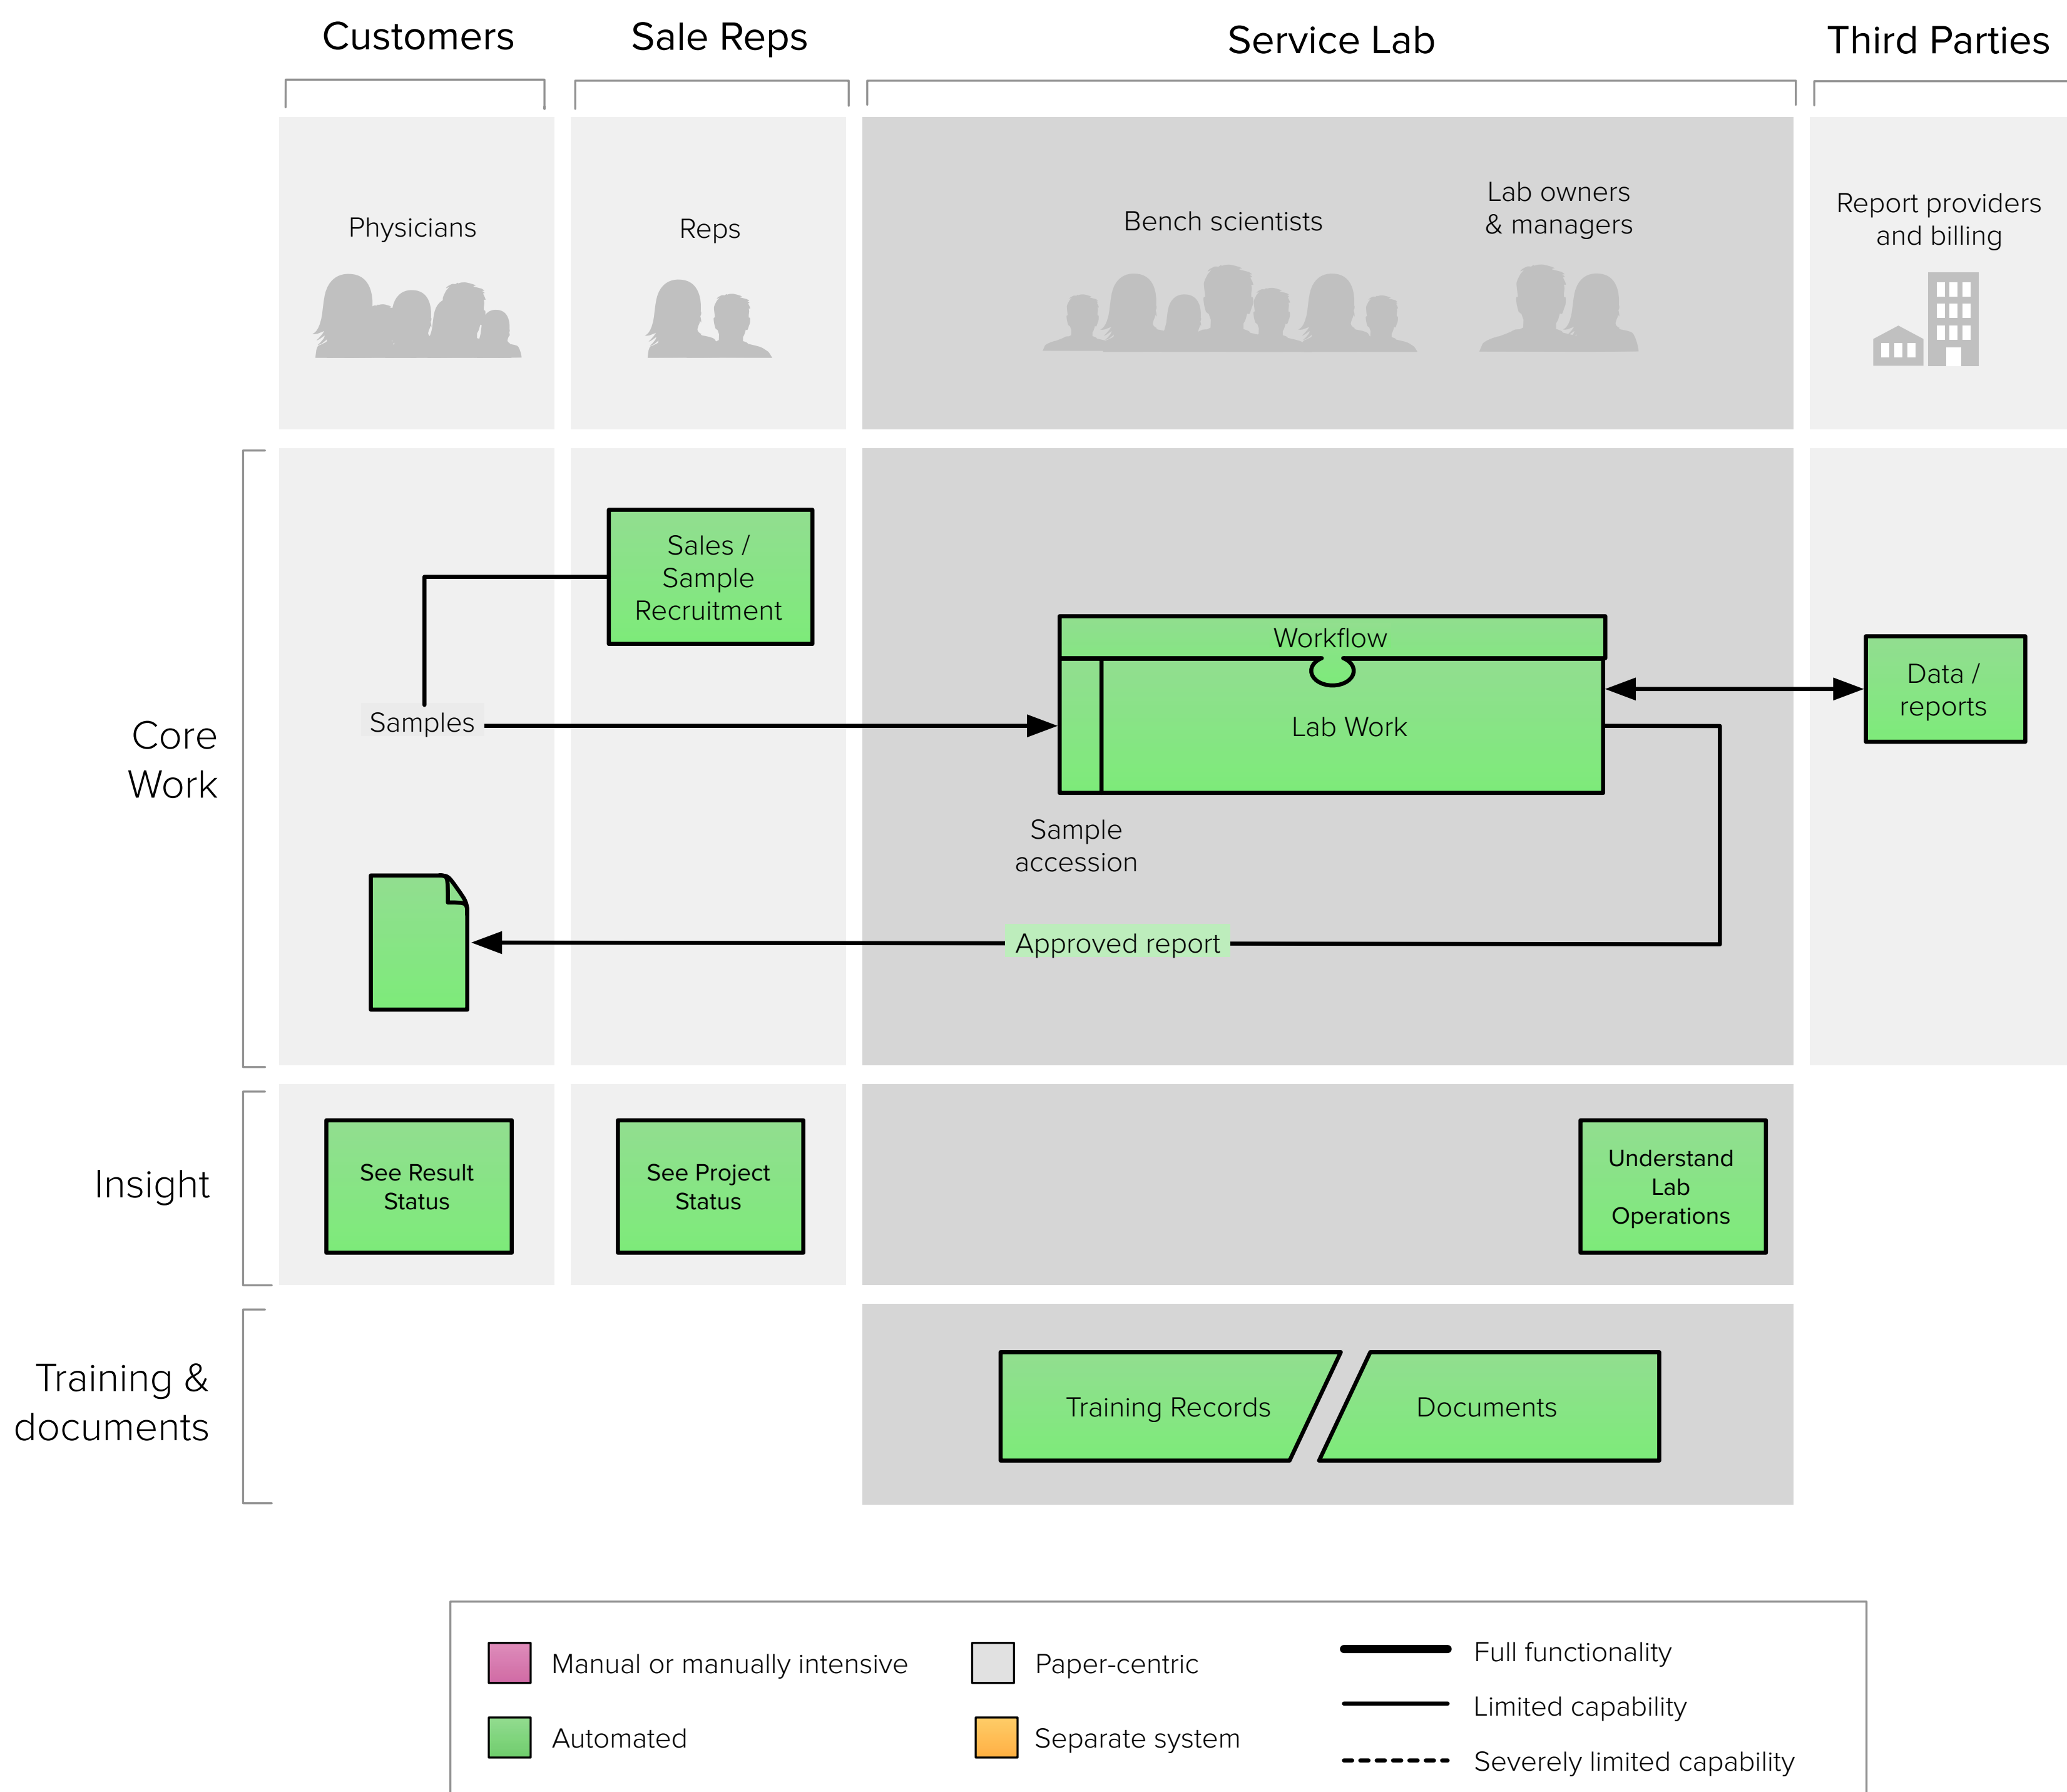 Customers
Sale Reps
Service Lab
Third Parties
Physicians
Reps
Bench scientists
Lab owners
& managers
Report providers
and billing
Core
Work
Sales /
Sample
Recruitment
Samples
Workflow
Lab Work
Data /
reports
Sample
accession
Approved report
Insight
See Result
Status
See Project
Status
Understand
Lab
Operations
Training &
documents
Training Records
Documents
Manual or manually intensive
Automated
Paper-centric
Separate system
Full functionality
Limited capability
Severely limited capability